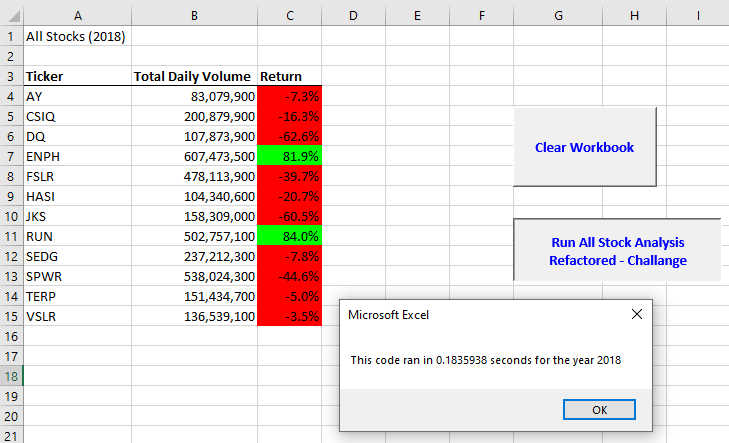 A B C D E F G H I
1 All Stocks (2018)
2
3 Ticker Total Daily Volume Return
4 AY 83,079,900 -7.3%
5 CSIQ 200,879,900 -16.3%
6 DQ 107,873,900 -62.6%
7 ENPH 607,473,500 81.9%
8 FSLR 478,113,900 -39.7%
9 HASI 104,340,600 -20.7%
10 JKS 158,309,000 -60.5%
11 RUN 502,757,100 84.0%
12 SEDG 237,212,300 -7.8%
13 SPWR 538,024,300 -44.6%
14 TERP 151,434,700 -5.0%
15 VSLR 136,539,100 -3.5%
16
17
18
19
20
21
Clear Workbook
Run All Stock Analysis
Refactored - Challange
Microsoft Excel
This code ran in 0.1835938 seconds for the year 2018
OK